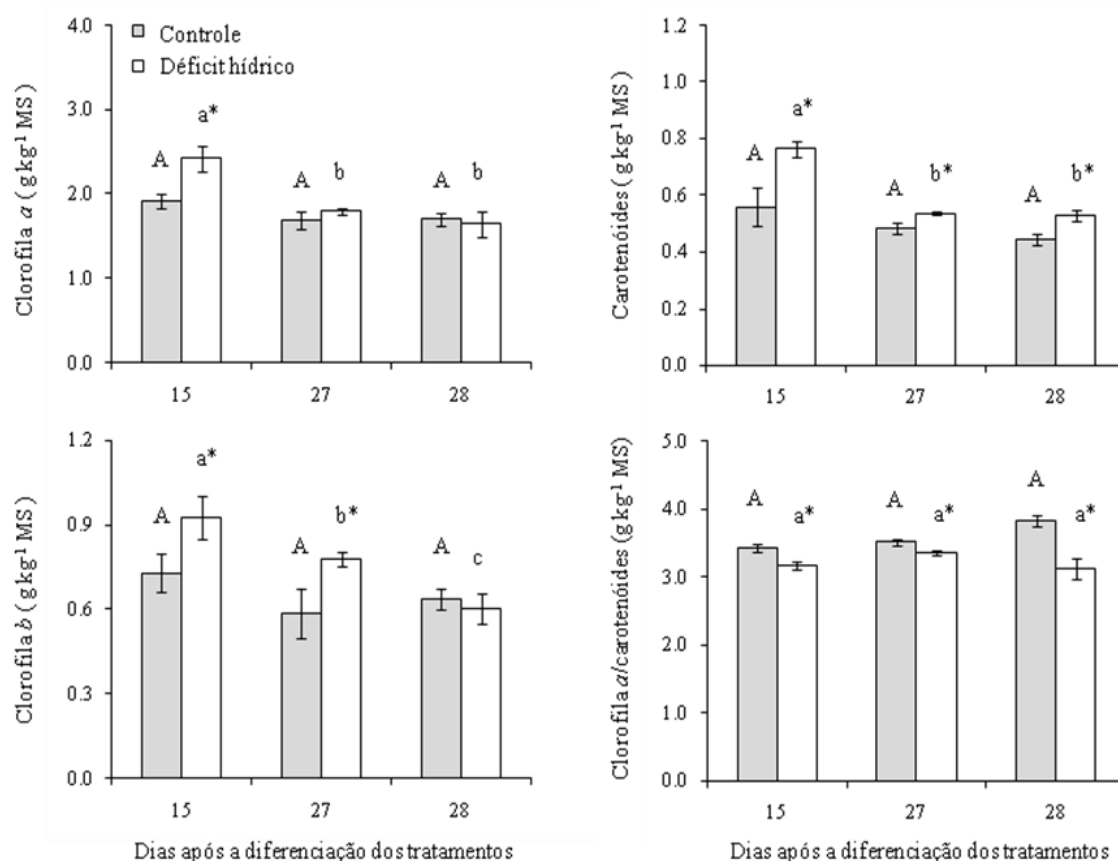 Clorofila a (g kg-1 MS)
4.0
3.0
2.0
1.0
0.0
Controle
Déficit hídrico
A
a*
A
b
A
b
15
27
28
Carotenóides (g kg-1 MS)
1.2
1.0
0.8
0.6
0.4
0.2
0.0
A
a*
A
b*
A
b*
15
27
28
Clorofila b (g kg-1 MS)
1.2
0.9
0.6
0.3
0.0
A
a*
A
b*
A
c
15
27
28
Dias após a diferenciação dos tratamentos
Clorofila a/carotenóides (g kg-1 MS)
5.0
4.0
3.0
2.0
1.0
0.0
A
a*
A
a*
A
a*
15
27
28
Dias após a diferenciação dos tratamentos